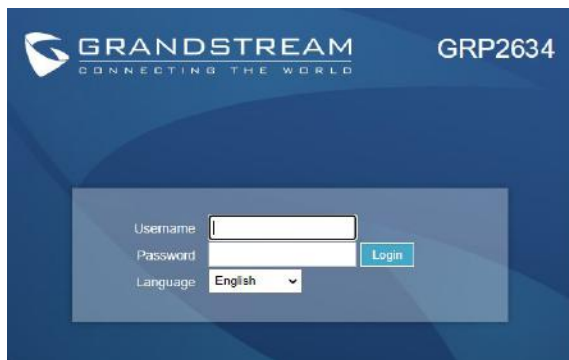 GRANDSTREAM GRP2634
CONNECTING THE WORLD
Username
Password Login
Language English